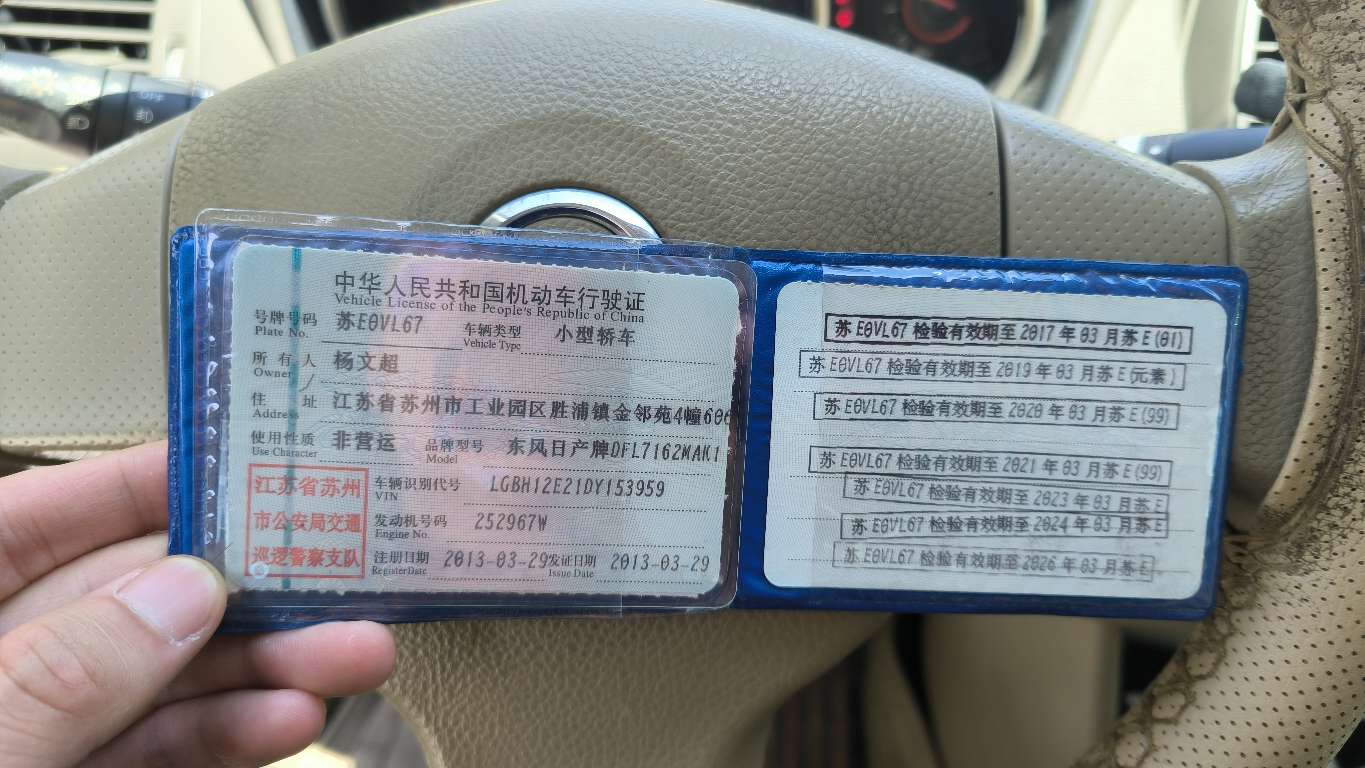 OFF
中华人民共和国机动车行驶证
Vehicle License of the People's Republic of China
号牌号码 苏E0VL67 车辆类型 小型轿车
Plate No. Vehicle Type
所有人 杨文超
Owner
住址 江苏省苏州市工业园区胜浦镇金邻苑4幢606
Address
使用性质 非营运 品牌型号 东风日产牌DFL7162MAK1
Use Character Model
江苏省苏州
市公安局交通
巡逻警察支队
车辆识别代号 LGBH12E21DY153959
VIN
发动机号码 252967W
Engine No.
注册日期 2013-03-29 发证日期 2013-03-29
Register Date Issue Date
苏E0VL67 检验有效期至 2017 年 03 月苏E(01)
苏E0VL67 检验有效期至 2019 年 03 月苏E(元素)
苏E0VL67 检验有效期至 2020 年 03 月苏E(99)
苏E0VL67 检验有效期至 2021 年 03 月苏E(99)
苏E0VL67 检验有效期至 2023 年 03 月苏E
苏E0VL67 检验有效期至 2024 年 03 月苏E
苏E0VL67 检验有效期至 2026 年 03 月苏E